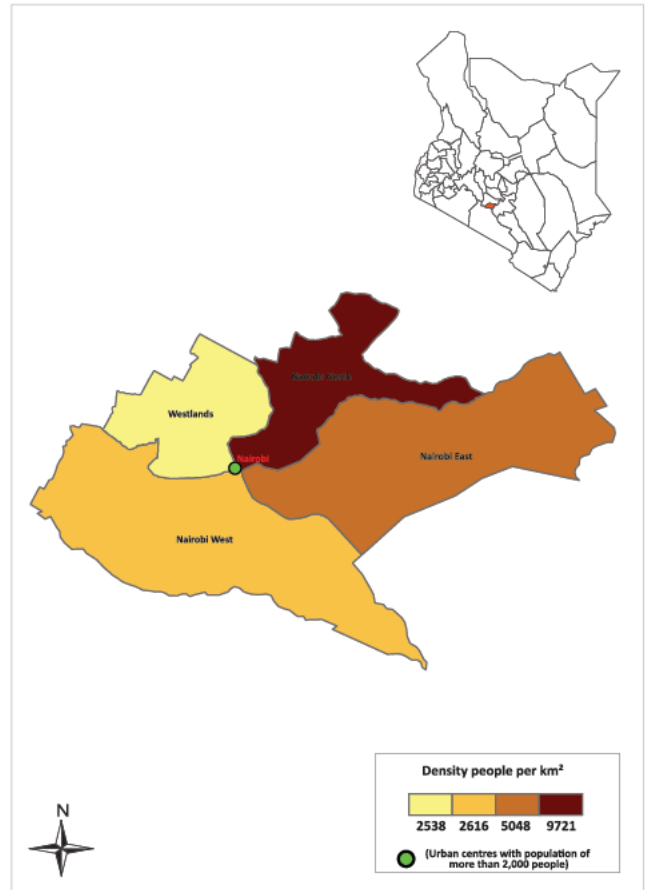 Westlands
Nairobi
Nairobi East
Nairobi West
Density people per km²
2538 2616 5048 9721
(Urban centres with population of
more than 2,000 people)
N